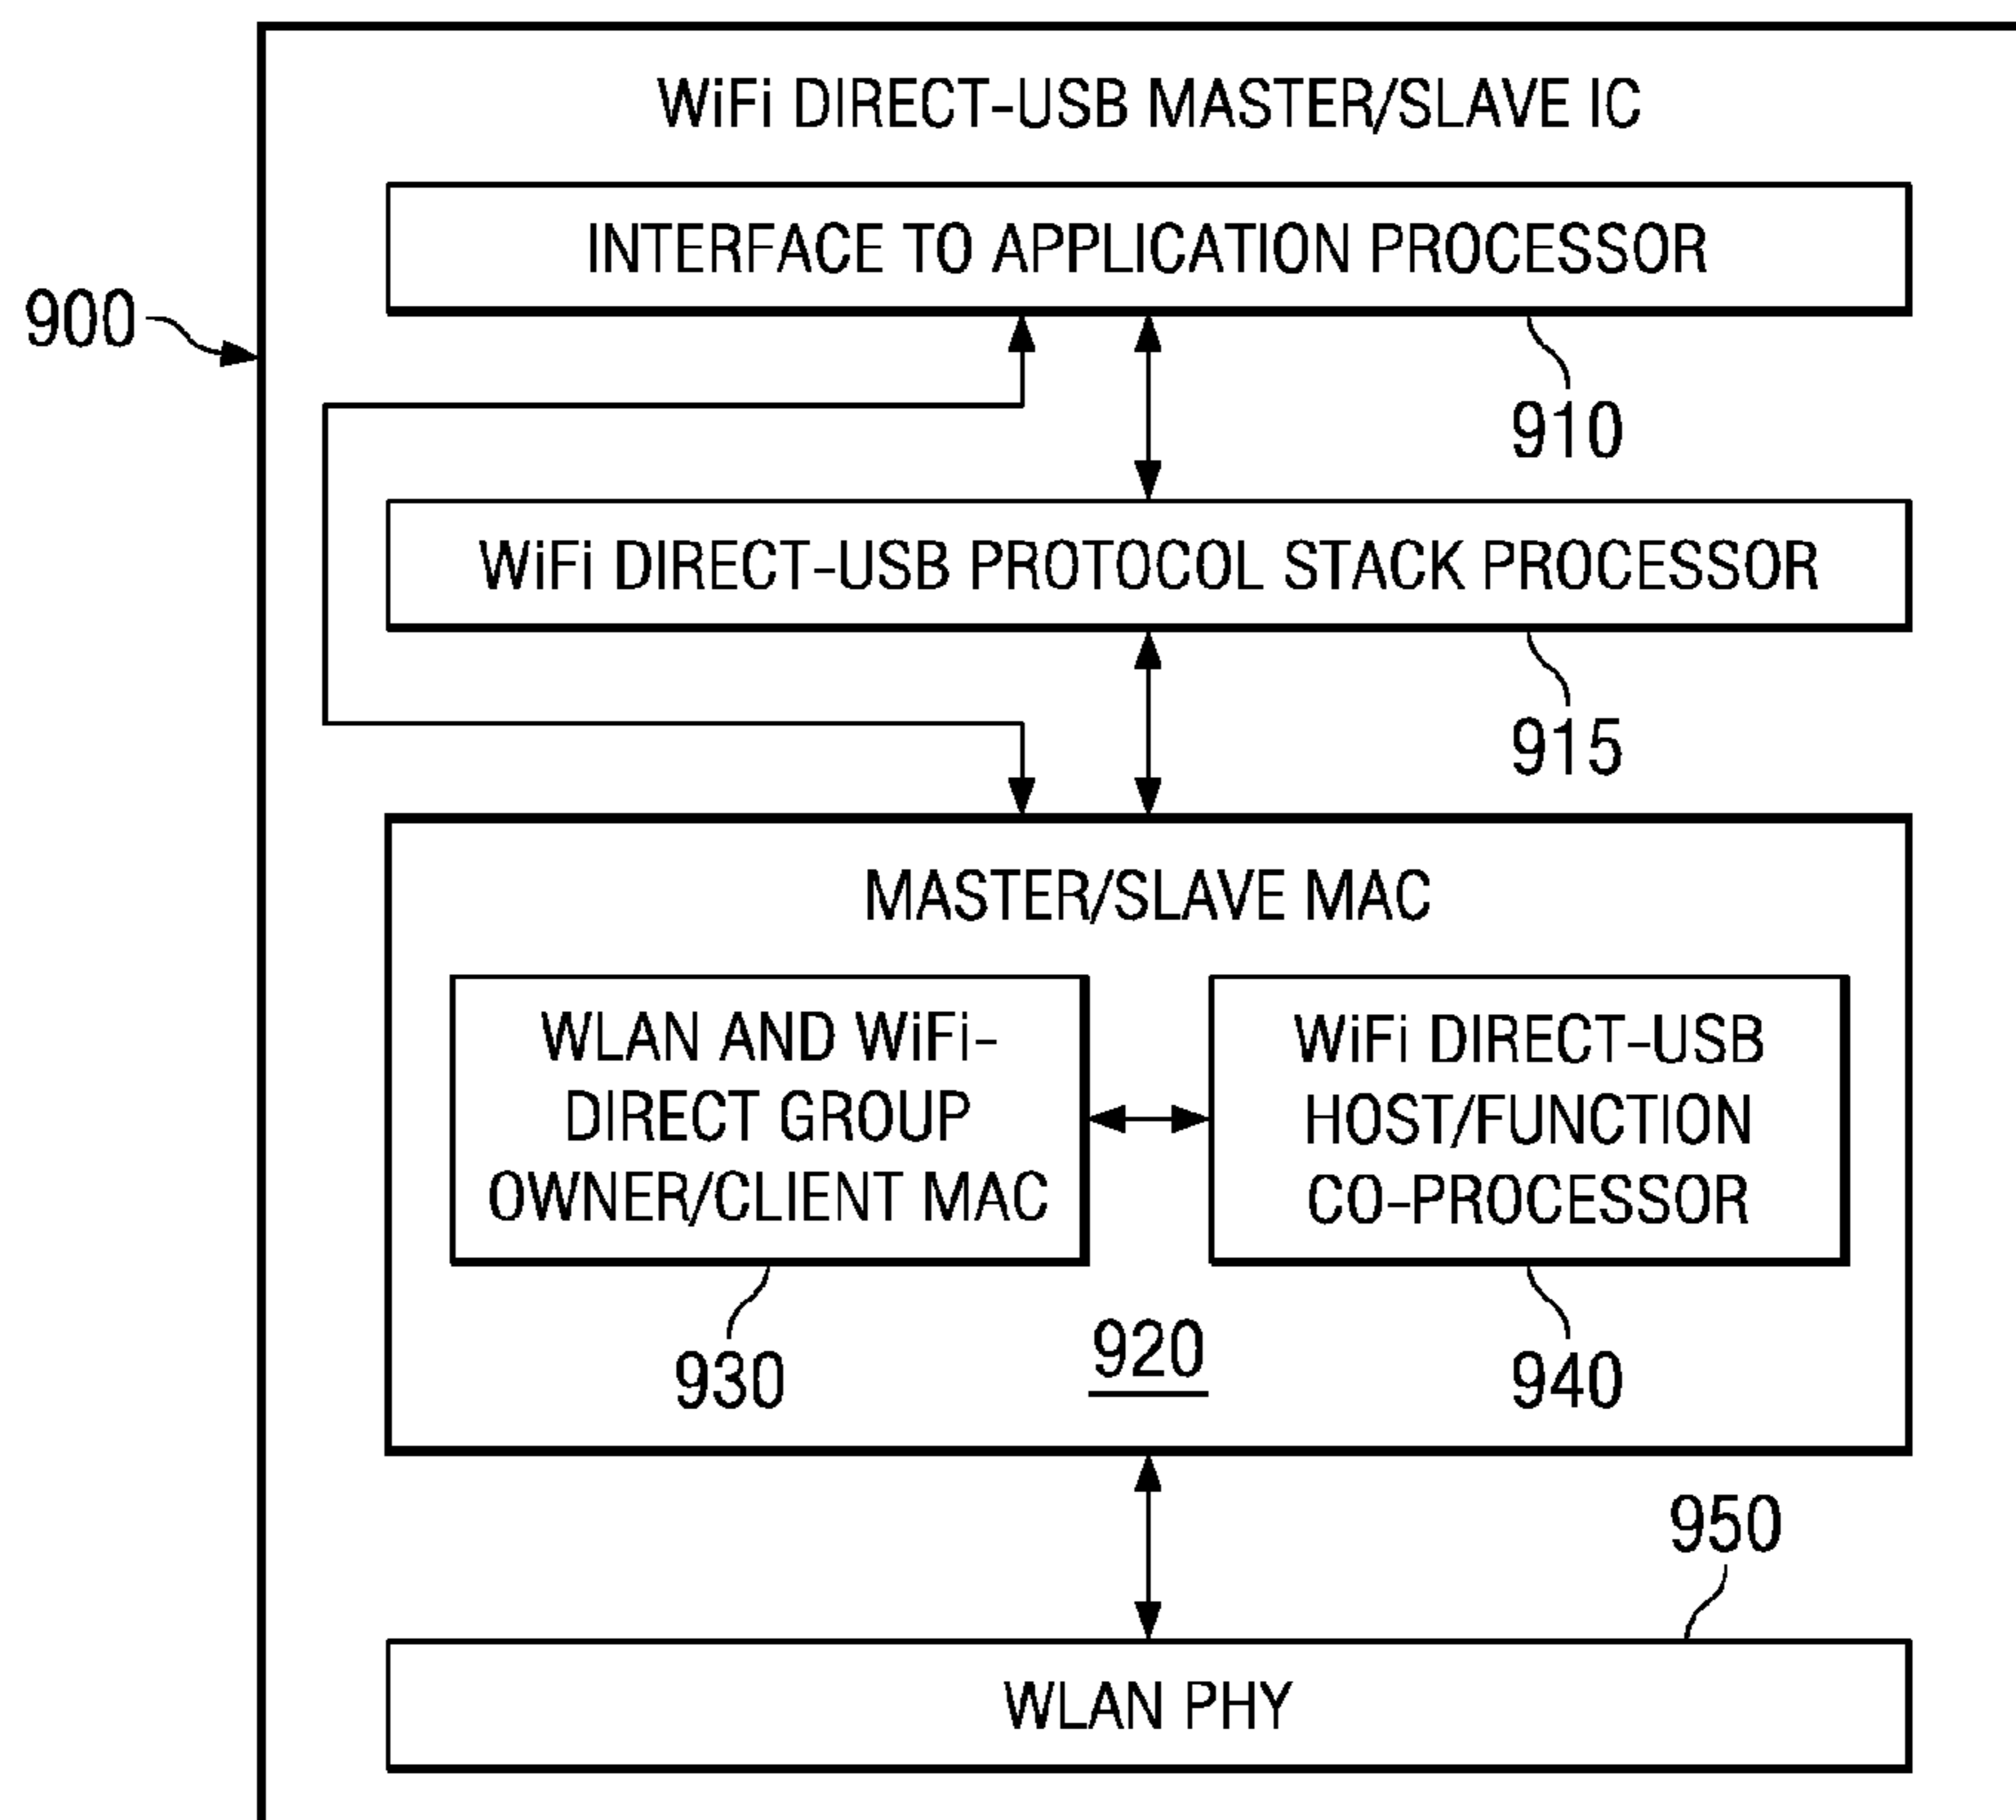 WiFi DIRECT-USB MASTER/SLAVE IC
INTERFACE TO APPLICATION PROCESSOR
900
910
WiFi DIRECT-USB PROTOCOL STACK PROCESSOR
915
MASTER/SLAVE MAC
WLAN AND WiFi-
DIRECT GROUP
OWNER/CLIENT MAC
WiFi DIRECT-USB
HOST/FUNCTION
CO-PROCESSOR
930
920
940
950
WLAN PHY